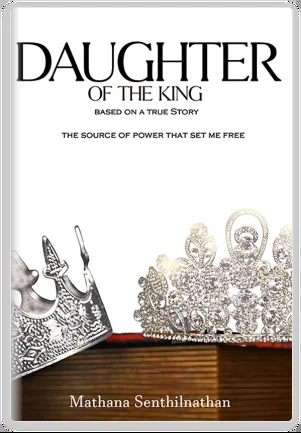 DAUGHTER
OF THE KING
BASED ON A TRUE STORY
THE SOURCE OF POWER THAT SET ME FREE
Mathana Senthilnathan